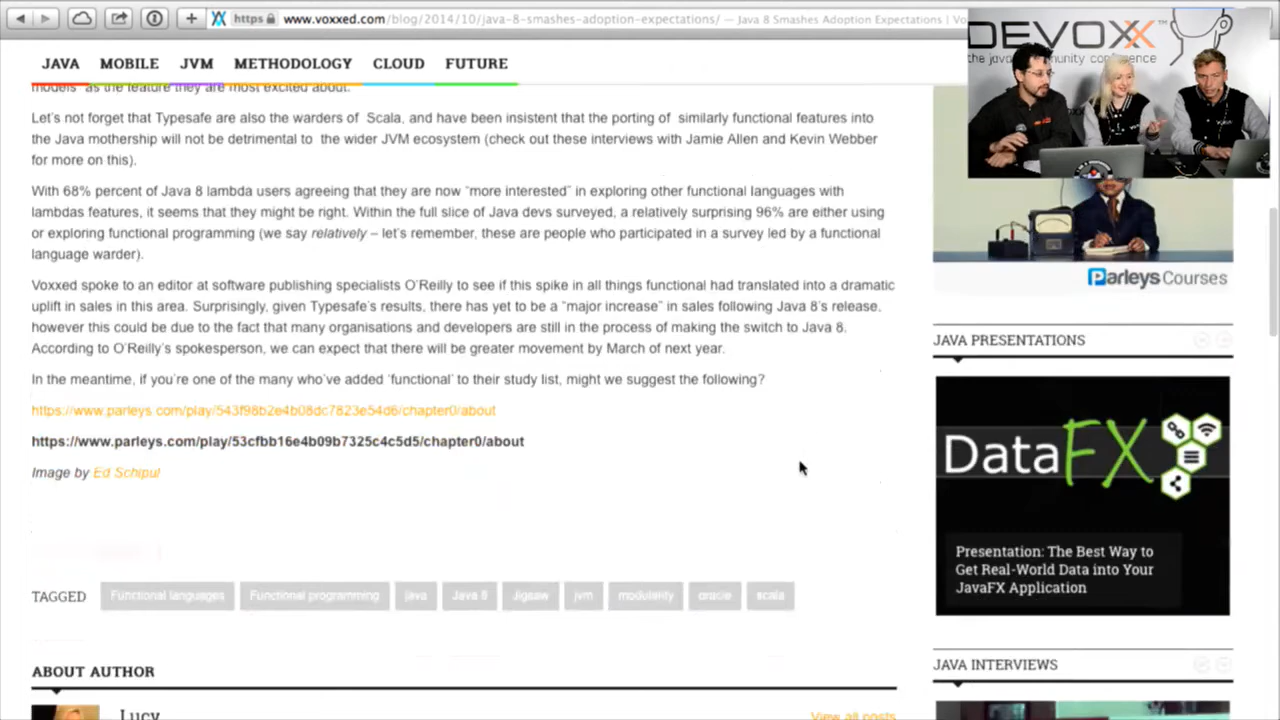 https www.voxxed.com/blog/2014/10/java-8-smashes-adoption-expectations/ — Java 8 Smashes Adoption Expectations | Vo
DEVOXX™
the java community conference
JAVA MOBILE JVM METHODOLOGY CLOUD FUTURE
models" as the feature they are most excited about.
Let's not forget that Typesafe are also the warders of Scala, and have been insistent that the porting of similarly functional features into
the Java mothership will not be detrimental to the wider JVM ecosystem (check out these interviews with Jamie Allen and Kevin Webber
for more on this).
With 68% percent of Java 8 lambda users agreeing that they are now "more interested" in exploring other functional languages with
lambdas features, it seems that they might be right. Within the full slice of Java devs surveyed, a relatively surprising 96% are either using
or exploring functional programming (we say relatively – let's remember, these are people who participated in a survey led by a functional
language warder).
Voxxed spoke to an editor at software publishing specialists O'Reilly to see if this spike in all things functional had translated into a dramatic
uplift in sales in this area. Surprisingly, given Typesafe's results, there has yet to be a "major increase" in sales following Java 8's release,
however this could be due to the fact that many organisations and developers are still in the process of making the switch to Java 8.
According to O'Reilly's spokesperson, we can expect that there will be greater movement by March of next year.
In the meantime, if you're one of the many who've added 'functional' to their study list, might we suggest the following?
https://www.parleys.com/play/543f98b2e4b08dc7823e54d6/chapter0/about
https://www.parleys.com/play/53cfbb16e4b09b7325c4c5d5/chapter0/about
Image by Ed Schipul
TAGGED Functional languages Functional programming java Java 8 Jigsaw jvm modularity oracle scala
ABOUT AUTHOR
Lucy
View all posts
Parleys Courses
JAVA PRESENTATIONS
DataFX
Presentation: The Best Way to
Get Real-World Data into Your
JavaFX Application
JAVA INTERVIEWS